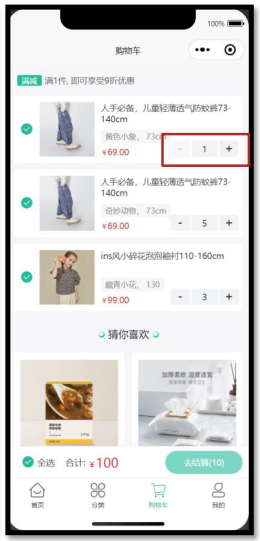 100%
购物车
满减 满1件, 即可享受9折优惠
人手必备, 儿童轻薄透气防蚊裤73-
140cm
黄色小象, 73cm
¥69.00
- 1 +
人手必备, 儿童轻薄透气防蚊裤73-
140cm
奇妙动物, 73cm
¥69.00
- 5 +
ins风小碎花泡泡袖衬110-160cm
藏青小花, 130
¥99.00
- 3 +
猜你喜欢
加厚柔软 湿度适宜
全选 合计: ¥100
去结算(10)
首页
分类
购物车
我的